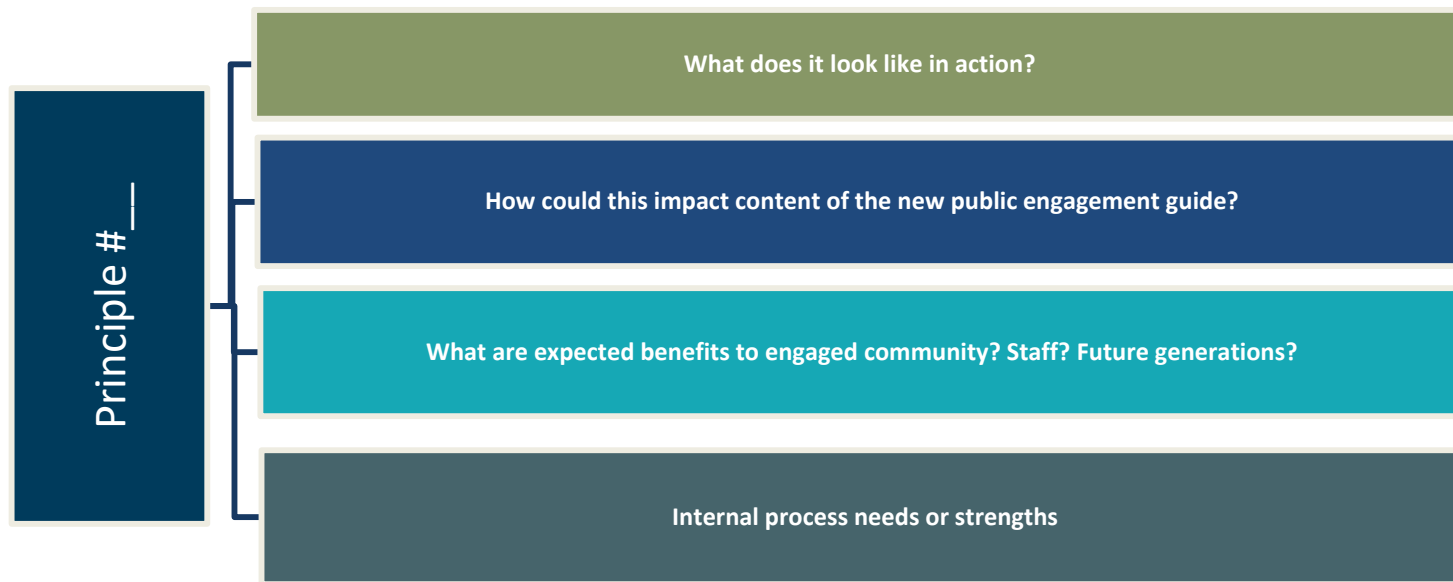 Principle #__
What does it look like in action?
How could this impact content of the new public engagement guide?
What are expected benefits to engaged community? Staff? Future generations?
Internal process needs or strengths